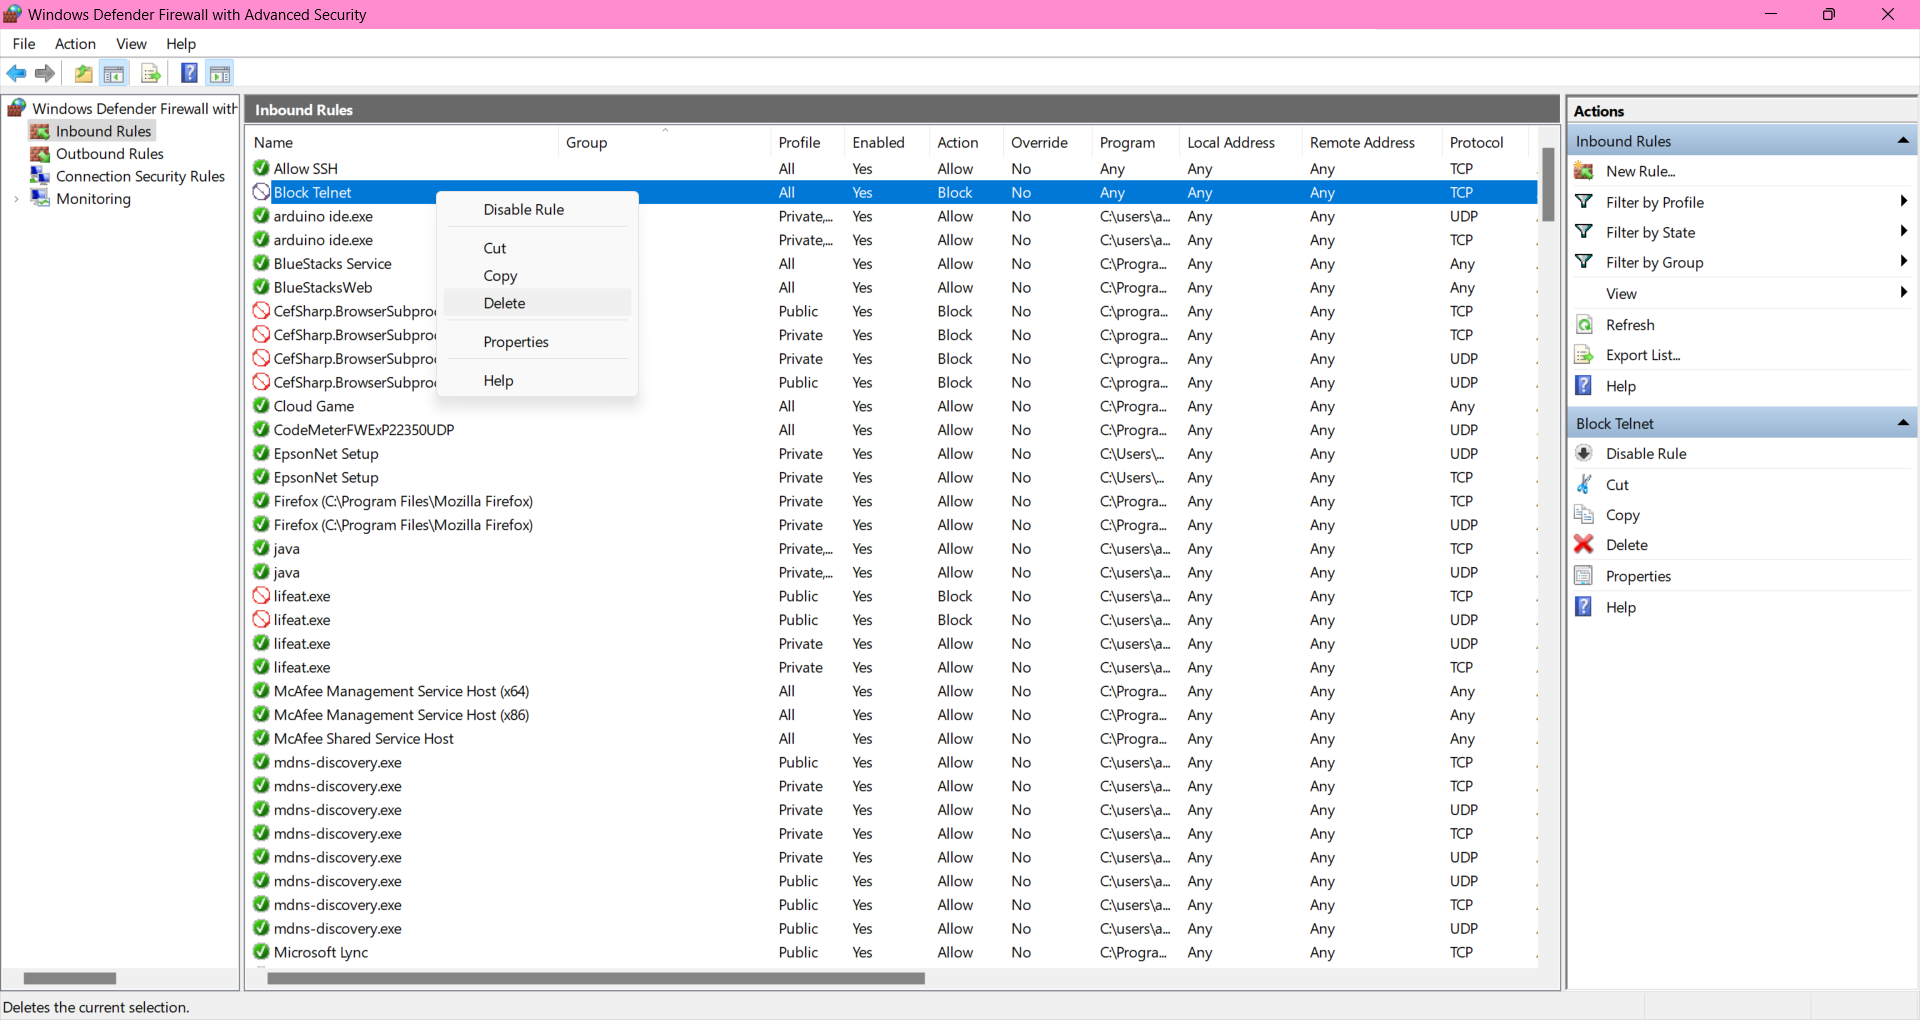 Windows Defender Firewall with Advanced Security
File Action View Help
Windows Defender Firewall with
Inbound Rules
Outbound Rules
Connection Security Rules
Monitoring
Inbound Rules
Name Group Profile Enabled Action Override Program Local Address Remote Address Protocol
Allow SSH All Yes Allow No Any Any Any TCP
Block Telnet All Yes Block No Any Any Any TCP
arduino ide.exe Private,... Yes Allow No C:\users\a... Any Any UDP
arduino ide.exe Private,... Yes Allow No C:\users\a... Any Any TCP
BlueStacks Service All Yes Allow No C:\Progra... Any Any Any
BlueStacksWeb All Yes Allow No C:\Progra... Any Any Any
CefSharp.BrowserSubproc Public Yes Block No C:\progra... Any Any TCP
CefSharp.BrowserSubproc Private Yes Block No C:\progra... Any Any TCP
CefSharp.BrowserSubproc Private Yes Block No C:\progra... Any Any UDP
CefSharp.BrowserSubproc Public Yes Block No C:\progra... Any Any UDP
Cloud Game All Yes Allow No C:\Progra... Any Any Any
CodeMeterFWExP22350UDP All Yes Allow No C:\Progra... Any Any UDP
EpsonNet Setup Private Yes Allow No C:\Users\... Any Any UDP
EpsonNet Setup Private Yes Allow No C:\Users\... Any Any TCP
Firefox (C:\Program Files\Mozilla Firefox) Private Yes Allow No C:\Progra... Any Any TCP
Firefox (C:\Program Files\Mozilla Firefox) Private Yes Allow No C:\Progra... Any Any UDP
java Private,... Yes Allow No C:\users\a... Any Any TCP
java Private,... Yes Allow No C:\users\a... Any Any UDP
lifeat.exe Public Yes Block No C:\users\a... Any Any TCP
lifeat.exe Public Yes Block No C:\users\a... Any Any UDP
lifeat.exe Private Yes Allow No C:\users\a... Any Any UDP
lifeat.exe Private Yes Allow No C:\users\a... Any Any TCP
McAfee Management Service Host (x64) All Yes Allow No C:\Progra... Any Any Any
McAfee Management Service Host (x86) All Yes Allow No C:\Progra... Any Any Any
McAfee Shared Service Host All Yes Allow No C:\Progra... Any Any Any
mdns-discovery.exe Public Yes Allow No C:\users\a... Any Any TCP
mdns-discovery.exe Private Yes Allow No C:\users\a... Any Any TCP
mdns-discovery.exe Private Yes Allow No C:\users\a... Any Any UDP
mdns-discovery.exe Private Yes Allow No C:\users\a... Any Any TCP
mdns-discovery.exe Private Yes Allow No C:\users\a... Any Any UDP
mdns-discovery.exe Public Yes Allow No C:\users\a... Any Any UDP
mdns-discovery.exe Public Yes Allow No C:\users\a... Any Any TCP
mdns-discovery.exe Public Yes Allow No C:\users\a... Any Any UDP
Microsoft Lync Public Yes Allow No C:\Progra... Any Any TCP
Disable Rule
Cut
Copy
Delete
Properties
Help
Actions
Inbound Rules
New Rule...
Filter by Profile
Filter by State
Filter by Group
View
Refresh
Export List...
Help
Block Telnet
Disable Rule
Cut
Copy
Delete
Properties
Help
Deletes the current selection.